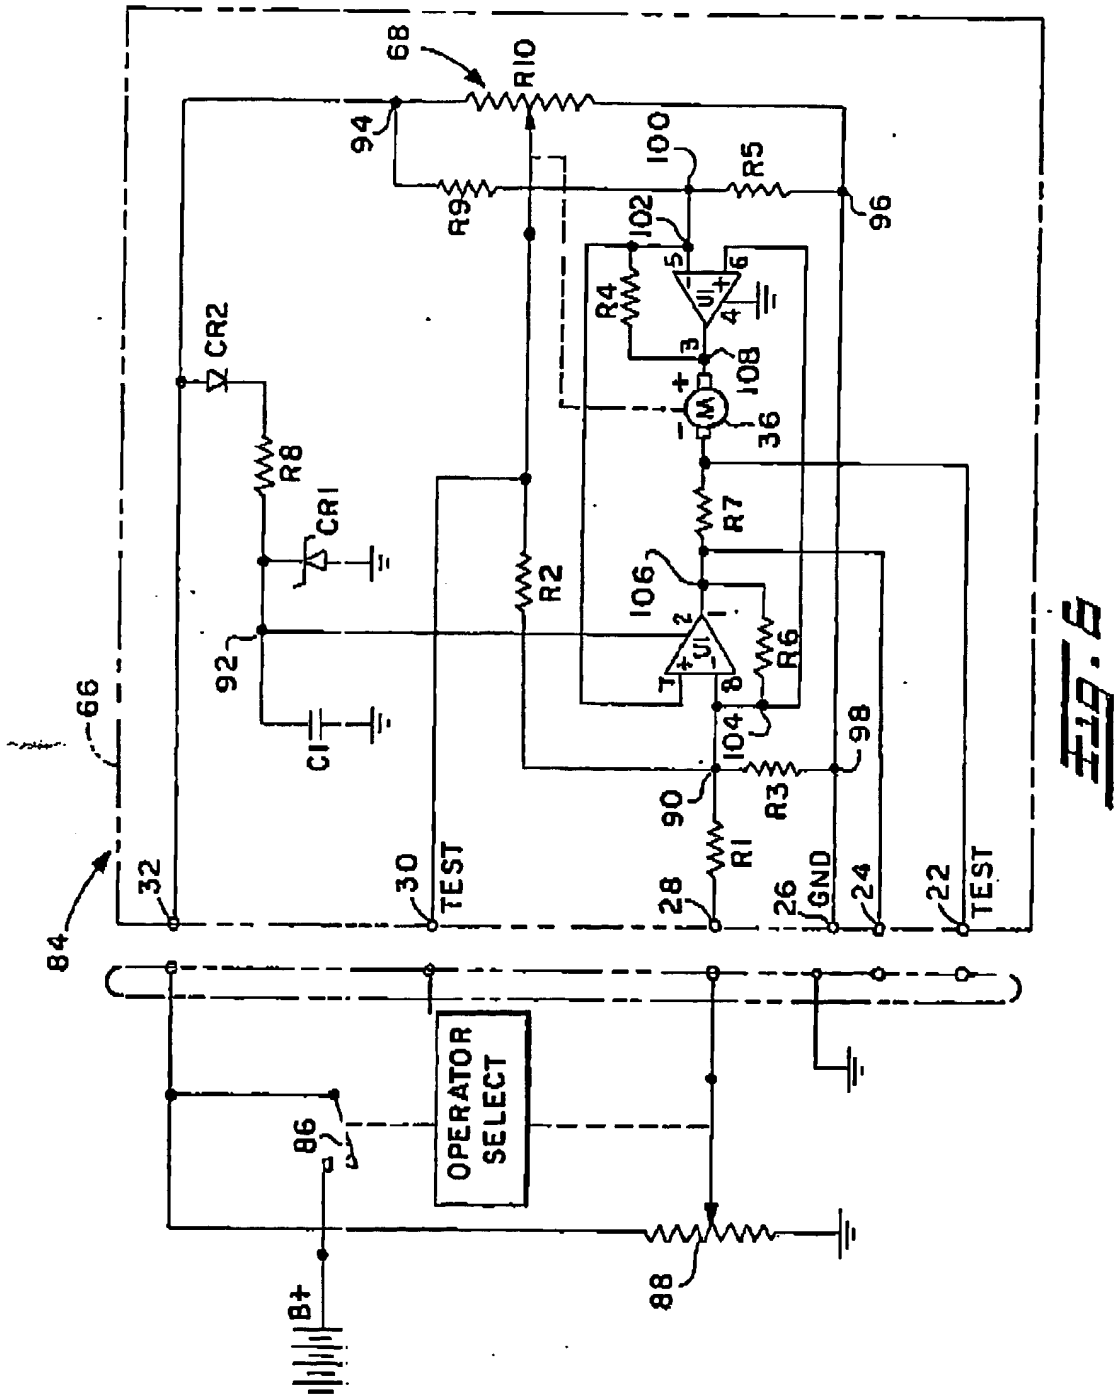 84
66
32
CR2
R8
CR1
92
C1
94
68
R10
R9
30
TEST
R2
102
100
R5
96
R4
5
6
-
+
U1
4
3
108
+
-
M
36
R7
106
2
1
7
8
+
-
U1
R6
104
90
R3
98
R1
28
26
GND
24
22
TEST
B+
86
OPERATOR
SELECT
88
Fig. 6